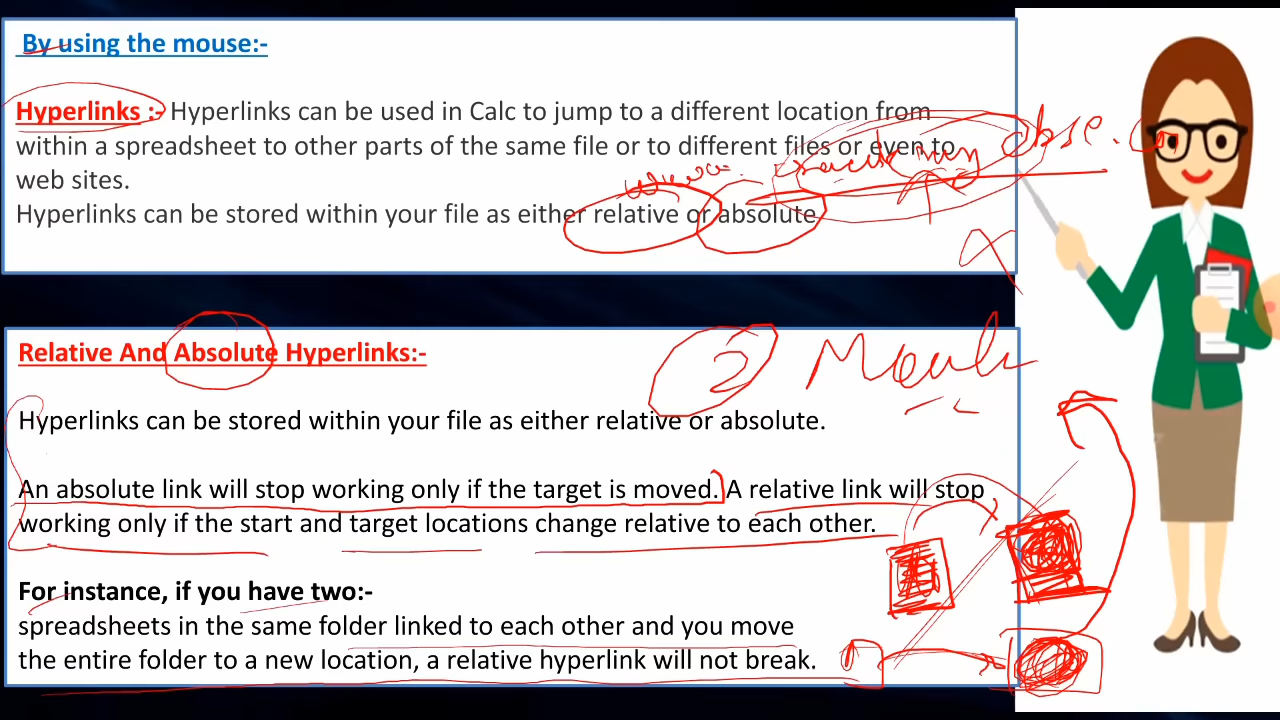 By using the mouse:-
Hyperlinks :- Hyperlinks can be used in Calc to jump to a different location from
within a spreadsheet to other parts of the same file or to different files or even to
web sites.
Hyperlinks can be stored within your file as either relative or absolute
Relative And Absolute Hyperlinks:-
2
Hyperlinks can be stored within your file as either relative or absolute.
An absolute link will stop working only if the target is moved. A relative link will stop
working only if the start and target locations change relative to each other.
For instance, if you have two:-
spreadsheets in the same folder linked to each other and you move
the entire folder to a new location, a relative hyperlink will not break.